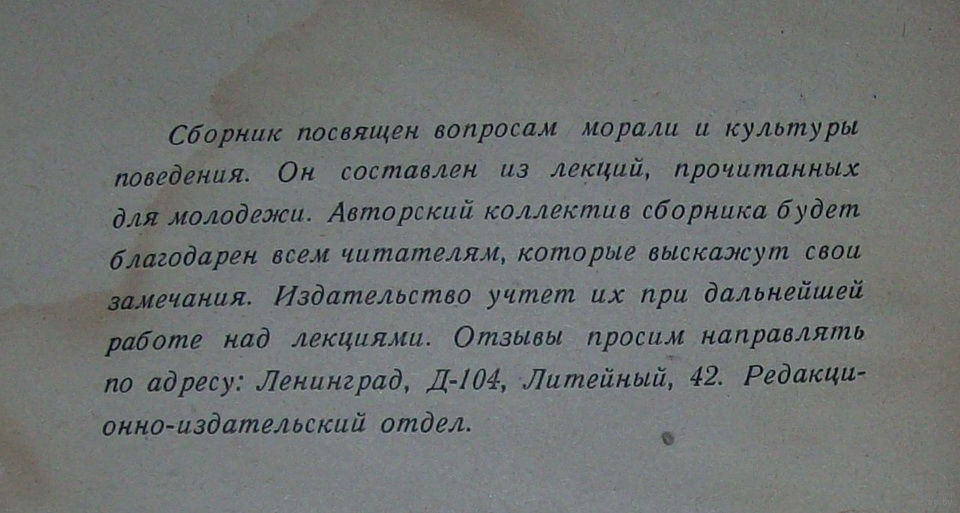 Сборник посвящен вопросам морали и культуры
поведения. Он составлен из лекций, прочитанных
для молодежи. Авторский коллектив сборника будет
благодарен всем читателям, которые выскажут свои
замечания. Издательство учтет их при дальнейшей
работе над лекциями. Отзывы просим направлять
по адресу: Ленинград, Д-104, Литейный, 42. Редакци-
онно-издательский отдел.